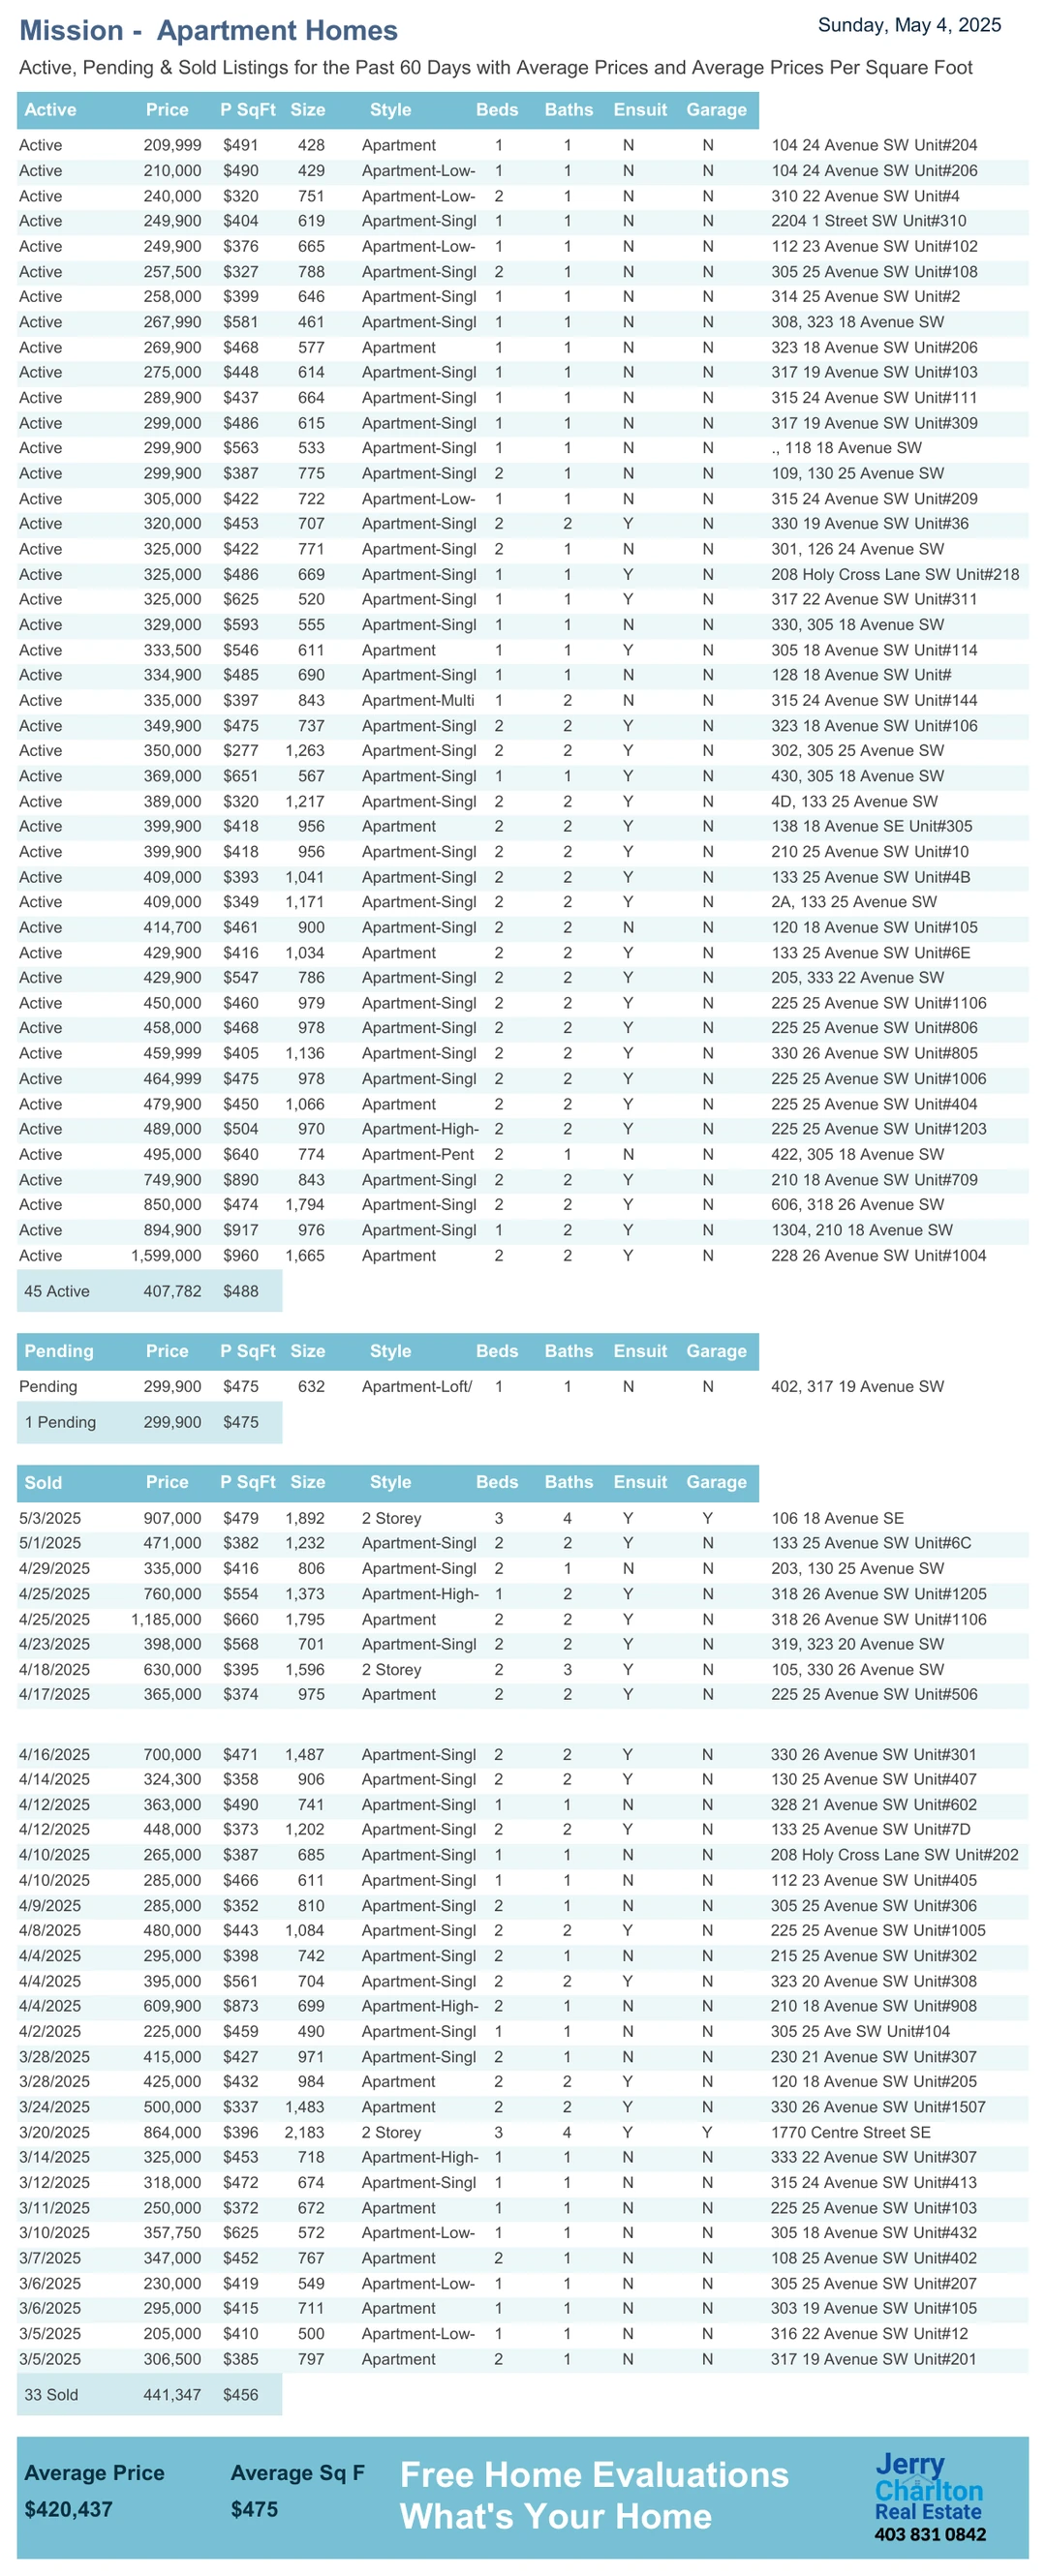 Mission - Apartment Homes
Sunday, May 4, 2025
Active, Pending & Sold Listings for the Past 60 Days with Average Prices and Average Prices Per Square Foot
Active Price P SqFt Size Style Beds Baths Ensuit Garage
Active 209,999 $491 428 Apartment 1 1 N N 104 24 Avenue SW Unit#204
Active 210,000 $490 429 Apartment-Low- 1 1 N N 104 24 Avenue SW Unit#206
Active 240,000 $320 751 Apartment-Low- 2 1 N N 310 22 Avenue SW Unit#4
Active 249,900 $404 619 Apartment-Singl 1 1 N N 2204 1 Street SW Unit#310
Active 249,900 $376 665 Apartment-Low- 1 1 N N 112 23 Avenue SW Unit#102
Active 257,500 $327 788 Apartment-Singl 2 1 N N 305 25 Avenue SW Unit#108
Active 258,000 $399 646 Apartment-Singl 1 1 N N 314 25 Avenue SW Unit#2
Active 267,990 $581 461 Apartment-Singl 1 1 N N 308, 323 18 Avenue SW
Active 269,900 $468 577 Apartment 1 1 N N 323 18 Avenue SW Unit#206
Active 275,000 $448 614 Apartment-Singl 1 1 N N 317 19 Avenue SW Unit#103
Active 289,900 $437 664 Apartment-Singl 1 1 N N 315 24 Avenue SW Unit#111
Active 299,000 $486 615 Apartment-Singl 1 1 N N 317 19 Avenue SW Unit#309
Active 299,900 $563 533 Apartment-Singl 1 1 N N ., 118 18 Avenue SW
Active 299,900 $387 775 Apartment-Singl 2 1 N N 109, 130 25 Avenue SW
Active 305,000 $422 722 Apartment-Low- 1 1 N N 315 24 Avenue SW Unit#209
Active 320,000 $453 707 Apartment-Singl 2 2 Y N 330 19 Avenue SW Unit#36
Active 325,000 $422 771 Apartment-Singl 2 1 N N 301, 126 24 Avenue SW
Active 325,000 $486 669 Apartment-Singl 1 1 Y N 208 Holy Cross Lane SW Unit#218
Active 325,000 $625 520 Apartment-Singl 1 1 Y N 317 22 Avenue SW Unit#311
Active 329,000 $593 555 Apartment-Singl 1 1 N N 330, 305 18 Avenue SW
Active 333,500 $546 611 Apartment 1 1 Y N 305 18 Avenue SW Unit#114
Active 334,900 $485 690 Apartment-Singl 1 1 N N 128 18 Avenue SW Unit#
Active 335,000 $397 843 Apartment-Multi 1 2 N N 315 24 Avenue SW Unit#144
Active 349,900 $475 737 Apartment-Singl 2 2 Y N 323 18 Avenue SW Unit#106
Active 350,000 $277 1,263 Apartment-Singl 2 2 Y N 302, 305 25 Avenue SW
Active 369,000 $651 567 Apartment-Singl 1 1 Y N 430, 305 18 Avenue SW
Active 389,000 $320 1,217 Apartment-Singl 2 2 Y N 4D, 133 25 Avenue SW
Active 399,900 $418 956 Apartment 2 2 Y N 138 18 Avenue SE Unit#305
Active 399,900 $418 956 Apartment-Singl 2 2 Y N 210 25 Avenue SW Unit#10
Active 409,000 $393 1,041 Apartment-Singl 2 2 Y N 133 25 Avenue SW Unit#4B
Active 409,000 $349 1,171 Apartment-Singl 2 2 Y N 2A, 133 25 Avenue SW
Active 414,700 $461 900 Apartment-Singl 2 2 N N 120 18 Avenue SW Unit#105
Active 429,900 $416 1,034 Apartment 2 2 Y N 133 25 Avenue SW Unit#6E
Active 429,900 $547 786 Apartment-Singl 2 2 Y N 205, 333 22 Avenue SW
Active 450,000 $460 979 Apartment-Singl 2 2 Y N 225 25 Avenue SW Unit#1106
Active 458,000 $468 978 Apartment-Singl 2 2 Y N 225 25 Avenue SW Unit#806
Active 459,999 $405 1,136 Apartment-Singl 2 2 Y N 330 26 Avenue SW Unit#805
Active 464,999 $475 978 Apartment-Singl 2 2 Y N 225 25 Avenue SW Unit#1006
Active 479,900 $450 1,066 Apartment 2 2 Y N 225 25 Avenue SW Unit#404
Active 489,000 $504 970 Apartment-High- 2 2 Y N 225 25 Avenue SW Unit#1203
Active 495,000 $640 774 Apartment-Pent 2 1 N N 422, 305 18 Avenue SW
Active 749,900 $890 843 Apartment-Singl 2 2 Y N 210 18 Avenue SW Unit#709
Active 850,000 $474 1,794 Apartment-Singl 2 2 Y N 606, 318 26 Avenue SW
Active 894,900 $917 976 Apartment-Singl 1 2 Y N 1304, 210 18 Avenue SW
Active 1,599,000 $960 1,665 Apartment 2 2 Y N 228 26 Avenue SW Unit#1004
45 Active 407,782 $488
Pending Price P SqFt Size Style Beds Baths Ensuit Garage
Pending 299,900 $475 632 Apartment-Loft/ 1 1 N N 402, 317 19 Avenue SW
1 Pending 299,900 $475
Sold Price P SqFt Size Style Beds Baths Ensuit Garage
5/3/2025 907,000 $479 1,892 2 Storey 3 4 Y Y 106 18 Avenue SE
5/1/2025 471,000 $382 1,232 Apartment-Singl 2 2 Y N 133 25 Avenue SW Unit#6C
4/29/2025 335,000 $416 806 Apartment-Singl 2 1 N N 203, 130 25 Avenue SW
4/25/2025 760,000 $554 1,373 Apartment-High- 1 2 Y N 318 26 Avenue SW Unit#1205
4/25/2025 1,185,000 $660 1,795 Apartment 2 2 Y N 318 26 Avenue SW Unit#1106
4/23/2025 398,000 $568 701 Apartment-Singl 2 2 Y N 319, 323 20 Avenue SW
4/18/2025 630,000 $395 1,596 2 Storey 2 3 Y N 105, 330 26 Avenue SW
4/17/2025 365,000 $374 975 Apartment 2 2 Y N 225 25 Avenue SW Unit#506
4/16/2025 700,000 $471 1,487 Apartment-Singl 2 2 Y N 330 26 Avenue SW Unit#301
4/14/2025 324,300 $358 906 Apartment-Singl 2 2 Y N 130 25 Avenue SW Unit#407
4/12/2025 363,000 $490 741 Apartment-Singl 1 1 N N 328 21 Avenue SW Unit#602
4/12/2025 448,000 $373 1,202 Apartment-Singl 2 2 Y N 133 25 Avenue SW Unit#7D
4/10/2025 265,000 $387 685 Apartment-Singl 1 1 N N 208 Holy Cross Lane SW Unit#202
4/10/2025 285,000 $466 611 Apartment-Singl 1 1 N N 112 23 Avenue SW Unit#405
4/9/2025 285,000 $352 810 Apartment-Singl 2 1 N N 305 25 Avenue SW Unit#306
4/8/2025 480,000 $443 1,084 Apartment-Singl 2 2 Y N 225 25 Avenue SW Unit#1005
4/4/2025 295,000 $398 742 Apartment-Singl 2 1 N N 215 25 Avenue SW Unit#302
4/4/2025 395,000 $561 704 Apartment-Singl 2 2 Y N 323 20 Avenue SW Unit#308
4/4/2025 609,900 $873 699 Apartment-High- 2 1 N N 210 18 Avenue SW Unit#908
4/2/2025 225,000 $459 490 Apartment-Singl 1 1 N N 305 25 Ave SW Unit#104
3/28/2025 415,000 $427 971 Apartment-Singl 2 1 N N 230 21 Avenue SW Unit#307
3/28/2025 425,000 $432 984 Apartment 2 2 Y N 120 18 Avenue SW Unit#205
3/24/2025 500,000 $337 1,483 Apartment 2 2 Y N 330 26 Avenue SW Unit#1507
3/20/2025 864,000 $396 2,183 2 Storey 3 4 Y Y 1770 Centre Street SE
3/14/2025 325,000 $453 718 Apartment-High- 1 1 N N 333 22 Avenue SW Unit#307
3/12/2025 318,000 $472 674 Apartment-Singl 1 1 N N 315 24 Avenue SW Unit#413
3/11/2025 250,000 $372 672 Apartment 1 1 N N 225 25 Avenue SW Unit#103
3/10/2025 357,750 $625 572 Apartment-Low- 1 1 N N 305 18 Avenue SW Unit#432
3/7/2025 347,000 $452 767 Apartment 2 1 N N 108 25 Avenue SW Unit#402
3/6/2025 230,000 $419 549 Apartment-Low- 1 1 N N 305 25 Avenue SW Unit#207
3/6/2025 295,000 $415 711 Apartment 1 1 N N 303 19 Avenue SW Unit#105
3/5/2025 205,000 $410 500 Apartment-Low- 1 1 N N 316 22 Avenue SW Unit#12
3/5/2025 306,500 $385 797 Apartment 2 1 N N 317 19 Avenue SW Unit#201
33 Sold 441,347 $456
Average Price Average Sq F
$420,437 $475
Free Home Evaluations
What's Your Home
Jerry
Charlton
Real Estate
403 831 0842